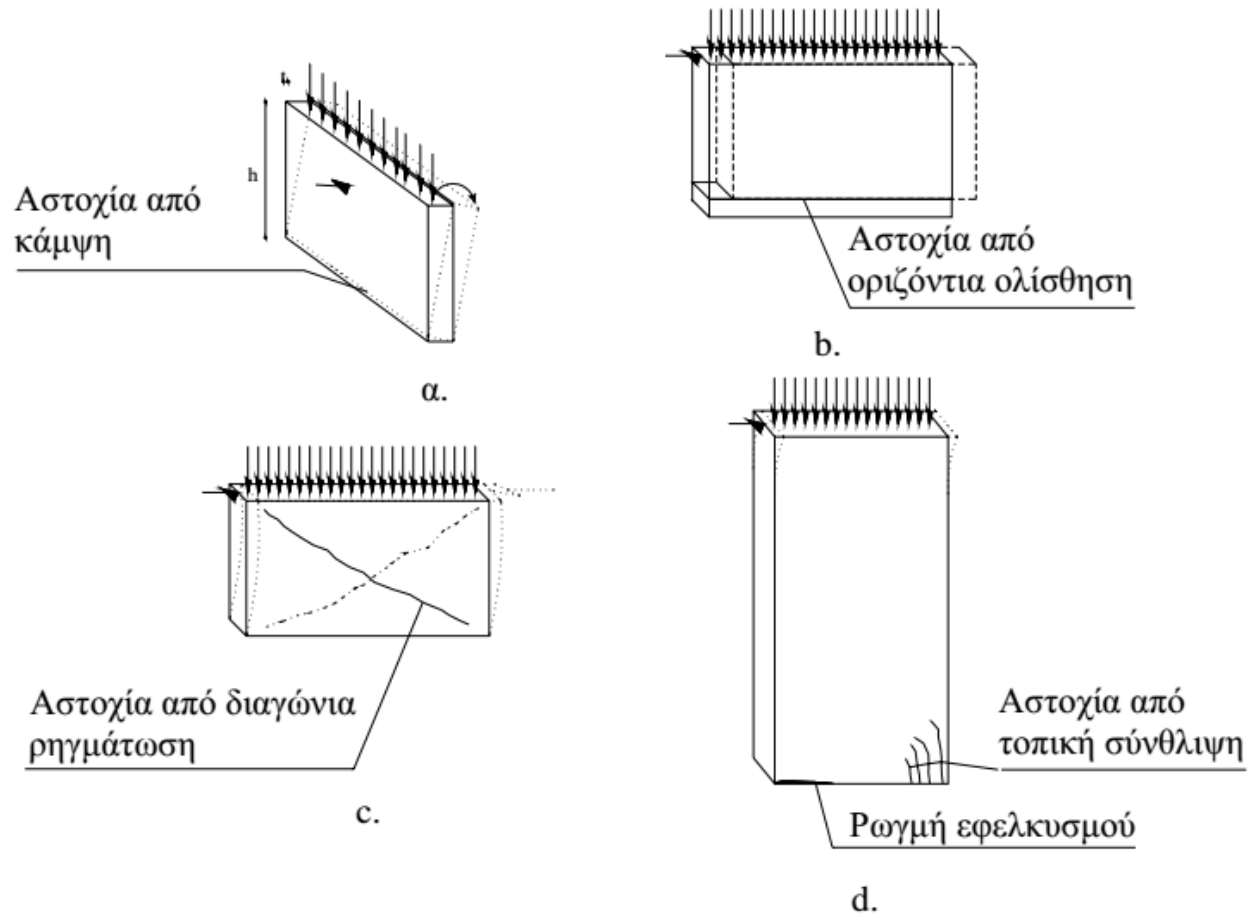 h
Αστοχία από
κάμψη
α.
Αστοχία από
οριζόντια ολίσθηση
b.
Αστοχία από διαγώνια
ρηγμάτωση
c.
Αστοχία από
τοπική σύνθλιψη
Ρωγμή εφελκυσμού
d.